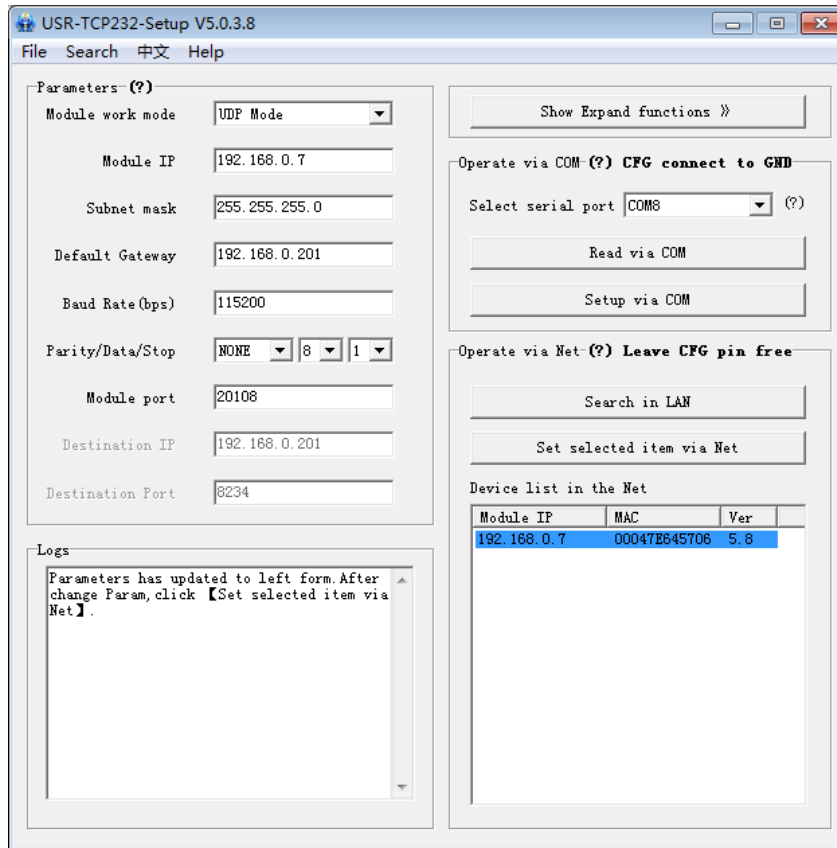 USR-TCP232-Setup V5.0.3.8
File Search 中文 Help
Parameters (?)
Module work mode UDP Mode
Module IP 192.168.0.7
Subnet mask 255.255.255.0
Default Gateway 192.168.0.201
Baud Rate(bps) 115200
Parity/Data/Stop NONE 8 1
Module port 20108
Destination IP 192.168.0.201
Destination Port 8234
Logs
Parameters has updated to left form.After
change Param,click 【Set selected item via
Net】.
Show Expand functions 》
Operate via COM (?) CFG connect to GND
Select serial port COM8 (?)
Read via COM
Setup via COM
Operate via Net (?) Leave CFG pin free
Search in LAN
Set selected item via Net
Device list in the Net
Module IP MAC Ver
192.168.0.7 00047E645706 5.8